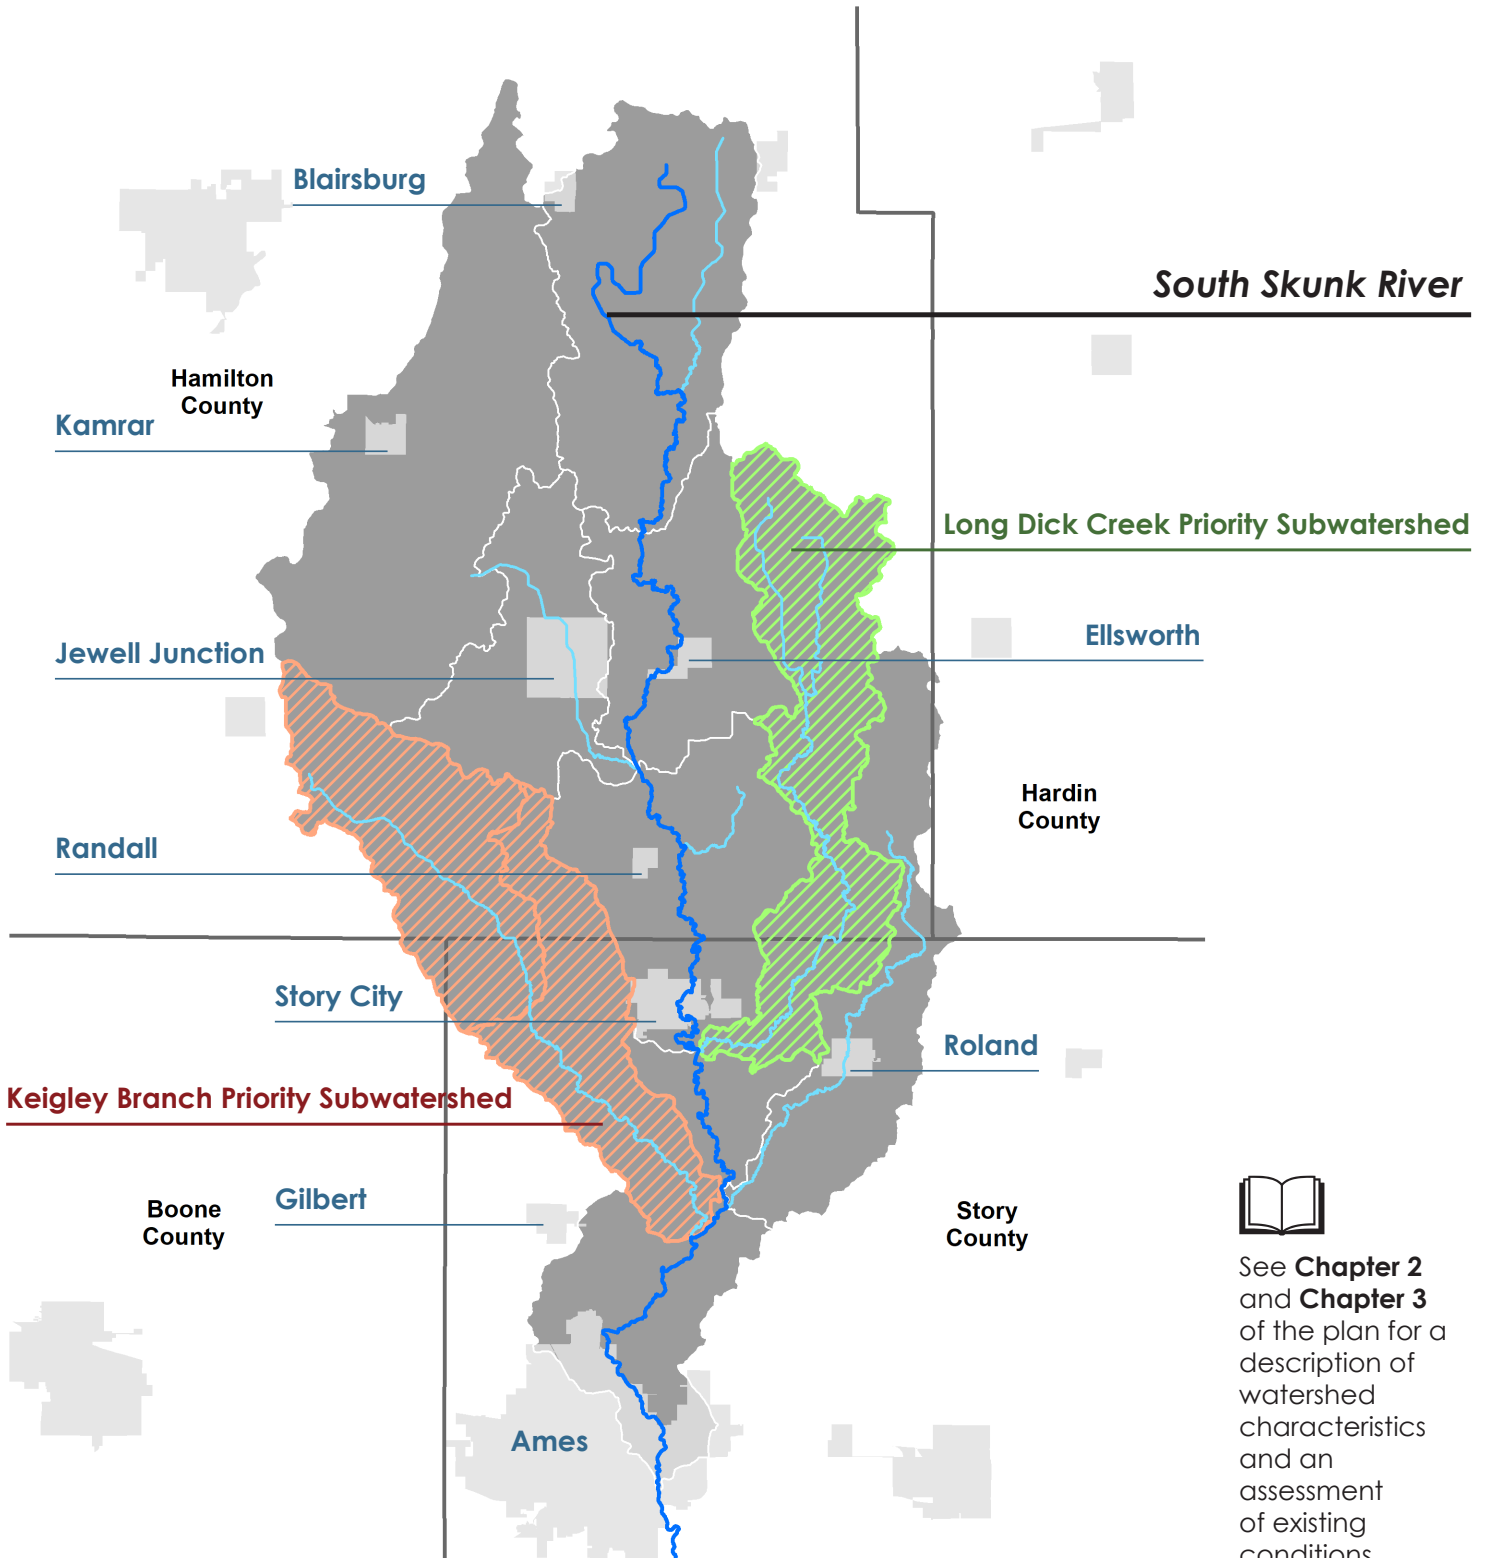 Blairsburg
South Skunk River
Hamilton
County
Kamrar
Long Dick Creek Priority Subwatershed
Ellsworth
Jewell Junction
Hardin
County
Randall
Story City
Roland
Keigley Branch Priority Subwatershed
Gilbert
Boone
County
Story
County
See Chapter 2
and Chapter 3
of the plan for a
description of
watershed
characteristics
and an
assessment
of existing
conditions
Ames